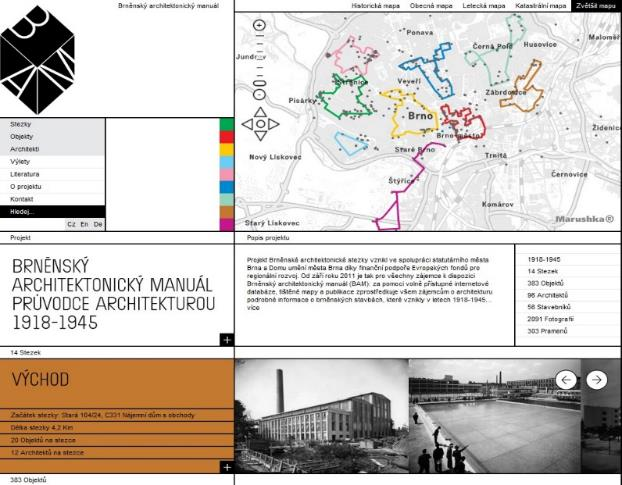 Brněnský architektonický manuál
Historická mapa Obecná mapa Letecká mapa Katastrální mapa Zvětšit mapu
BAM
Ponava
Černá Pole
Husovice
Maloměř
Jundrov
Stránice
Veveří
Pisárky
Zábrdovice
Brno
Brno-město
Židenice
Staré Brno
Nový Lískovec
Trnitá
Černovice
Štýřice
Komárov
Starý Lískovec
Marushka®
Stezky
Objekty
Architekti
Výlety
Literatura
O projektu
Kontakt
Hledej...
Cz En De
Projekt
Popis projektu
BRNĚNSKÝ
ARCHITEKTONICKÝ MANUÁL
PRŮVODCE ARCHITEKTUROU
1918-1945
Projekt Brněnské architektonické stezky vznikl ve spolupráci statutárního města
Brna a Domu umění města Brna díky finanční podpoře Evropských fondů pro
regionální rozvoj. Od září roku 2011 je tak pro všechny zájemce k dispozici
Brněnský architektonický manuál (BAM): za pomoci volně přístupné internetové
databáze, tištěné mapy a publikace zprostředkuje všem zájemcům o architekturu
podrobné informace o brněnských stavbách, které vznikly v letech 1918-1945...
více
1918-1945
14 Stezek
383 Objektů
96 Architektů
56 Stavebníků
2091 Fotografií
303 Pramenů
14 Stezek
VÝCHOD
Začátek stezky: Stará 104/24, C331 Nájemní dům s obchody
Délka stezky 4,2 Km
20 Objektů na stezce
12 Architektů na stezce
383 Objektů